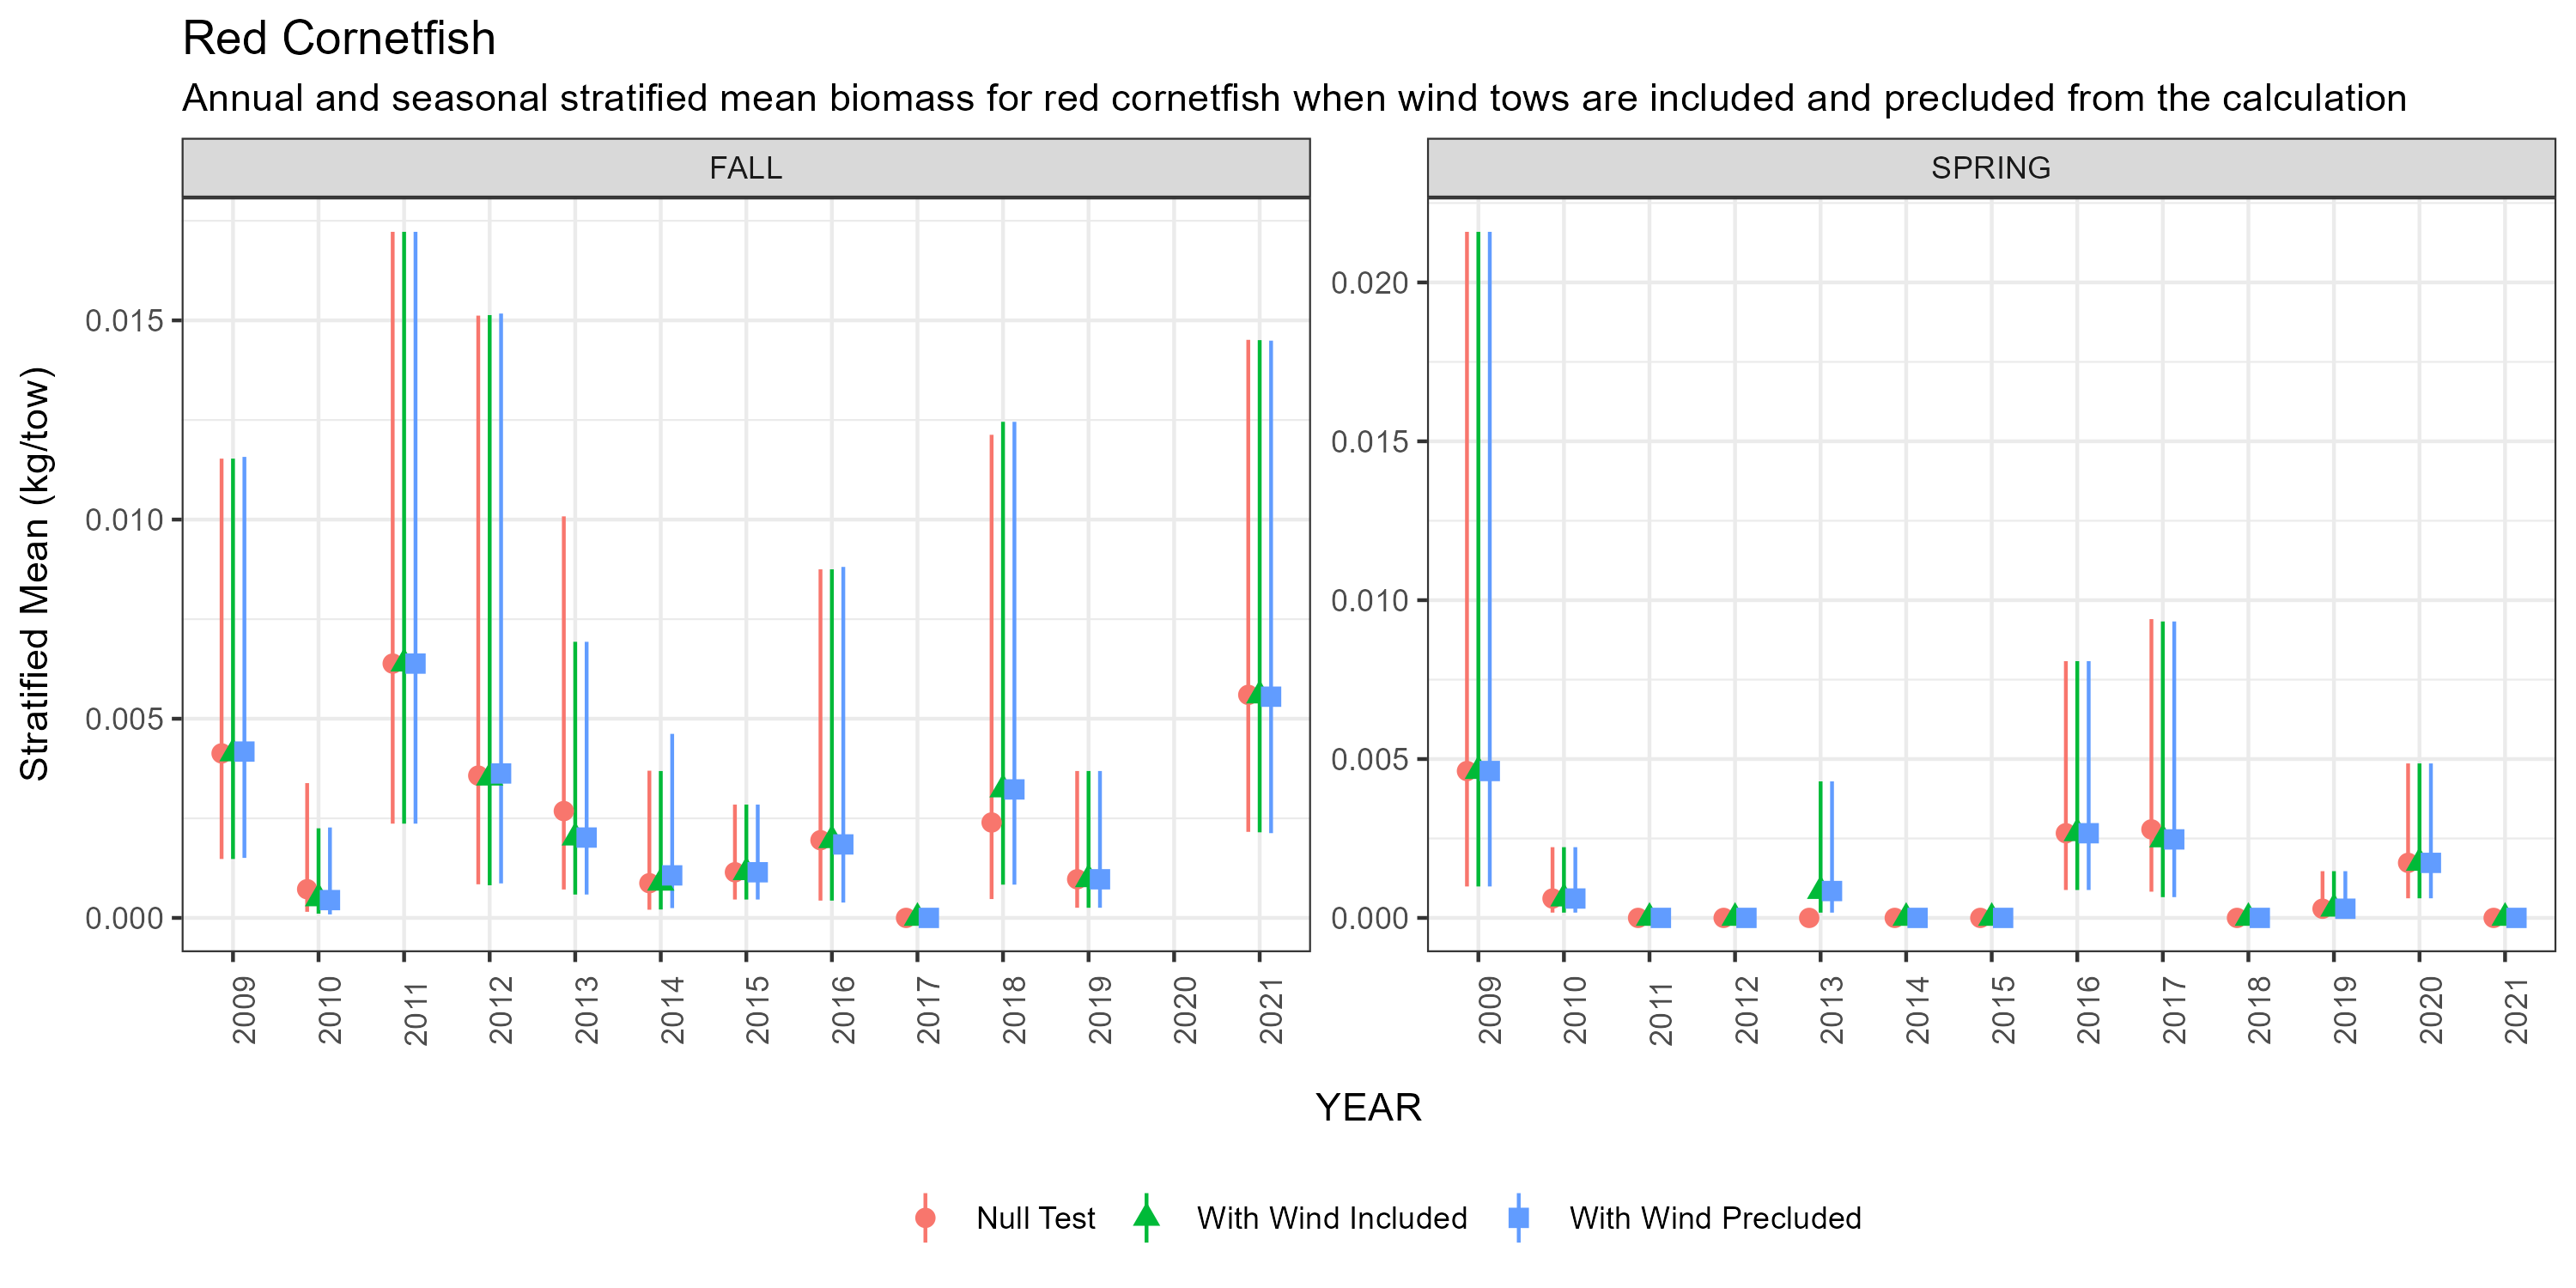 Red Cornetfish
Annual and seasonal stratified mean biomass for red cornetfish when wind tows are included and precluded from the calculation
FALL
SPRING
Stratified Mean (kg/tow)
0.015
0.010
0.005
0.000
0.020
0.015
0.010
0.005
0.000
2009 2010 2011 2012 2013 2014 2015 2016 2017 2018 2019 2020 2021
2009 2010 2011 2012 2013 2014 2015 2016 2017 2018 2019 2020 2021
YEAR
Null Test With Wind Included With Wind Precluded